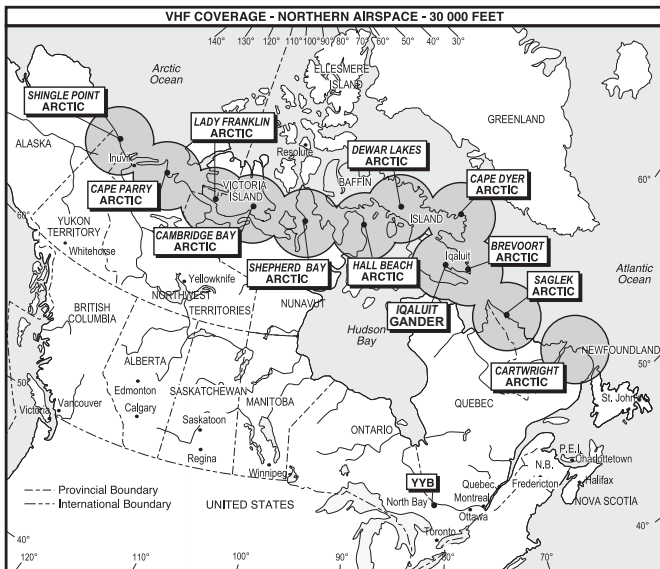 VHF COVERAGE - NORTHERN AIRSPACE - 30 000 FEET
140° 130° 120° 110° 100° 90° 80° 70° 60° 50° 40° 30°
Arctic
Ocean
ELLESMERE
ISLAND
GREENLAND
SHINGLE POINT
ARCTIC
LADY FRANKLIN
ARCTIC
ALASKA
Inuvik
Resolute
DEWAR LAKES
ARCTIC
CAPE DYER
ARCTIC
CAPE PARRY
ARCTIC
VICTORIA
ISLAND
BAFFIN
ISLAND
60°
60°
YUKON
TERRITORY
Whitehorse
CAMBRIDGE BAY
ARCTIC
SHEPHERD BAY
ARCTIC
HALL BEACH
ARCTIC
Iqaluit
BREVOORT
ARCTIC
Atlantic
Ocean
Yellowknife
NORTHWEST
TERRITORIES
NUNAVUT
IQALUIT
GANDER
SAGLEK
ARCTIC
BRITISH
COLUMBIA
Hudson
Bay
ALBERTA
SASKATCHEWAN
MANITOBA
CARTWRIGHT
ARCTIC
NEWFOUNDLAND
50°
50°
Edmonton
Calgary
QUEBEC
St. John's
Vancouver
Victoria
Saskatoon
Regina
ONTARIO
Winnipeg
P.E.I.
Charlottetown
N.B.
Fredericton
Halifax
NOVA SCOTIA
YYB
North Bay
Quebec
Montreal
Ottawa
Toronto
Provincial Boundary
International Boundary
UNITED STATES
40°
40°
120° 110° 100° 90° 80° 70°